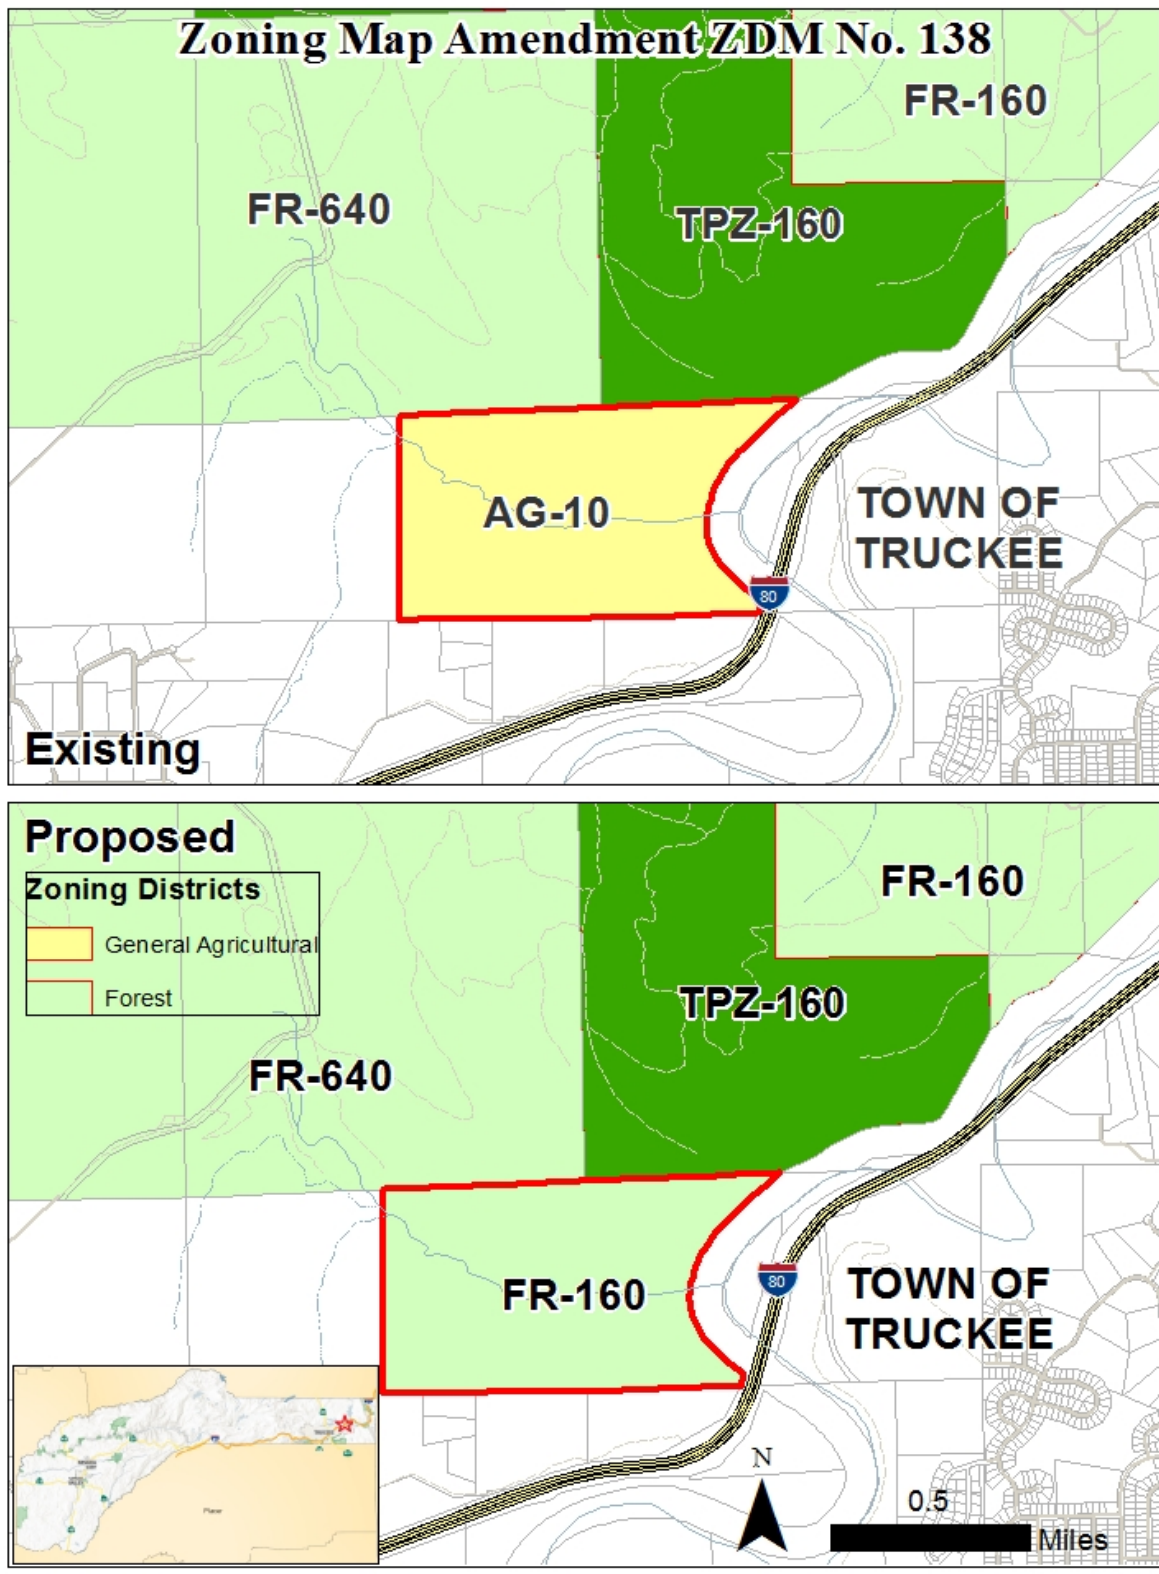 Zoning Map Amendment ZDM No. 138
FR-160
FR-640
TPZ-160
AG-10
TOWN OF
TRUCKEE
80
Existing
Proposed
Zoning Districts
General Agricultural
Forest
FR-160
TPZ-160
FR-640
FR-160
80
TOWN OF
TRUCKEE
N
0.5
Miles
Placer